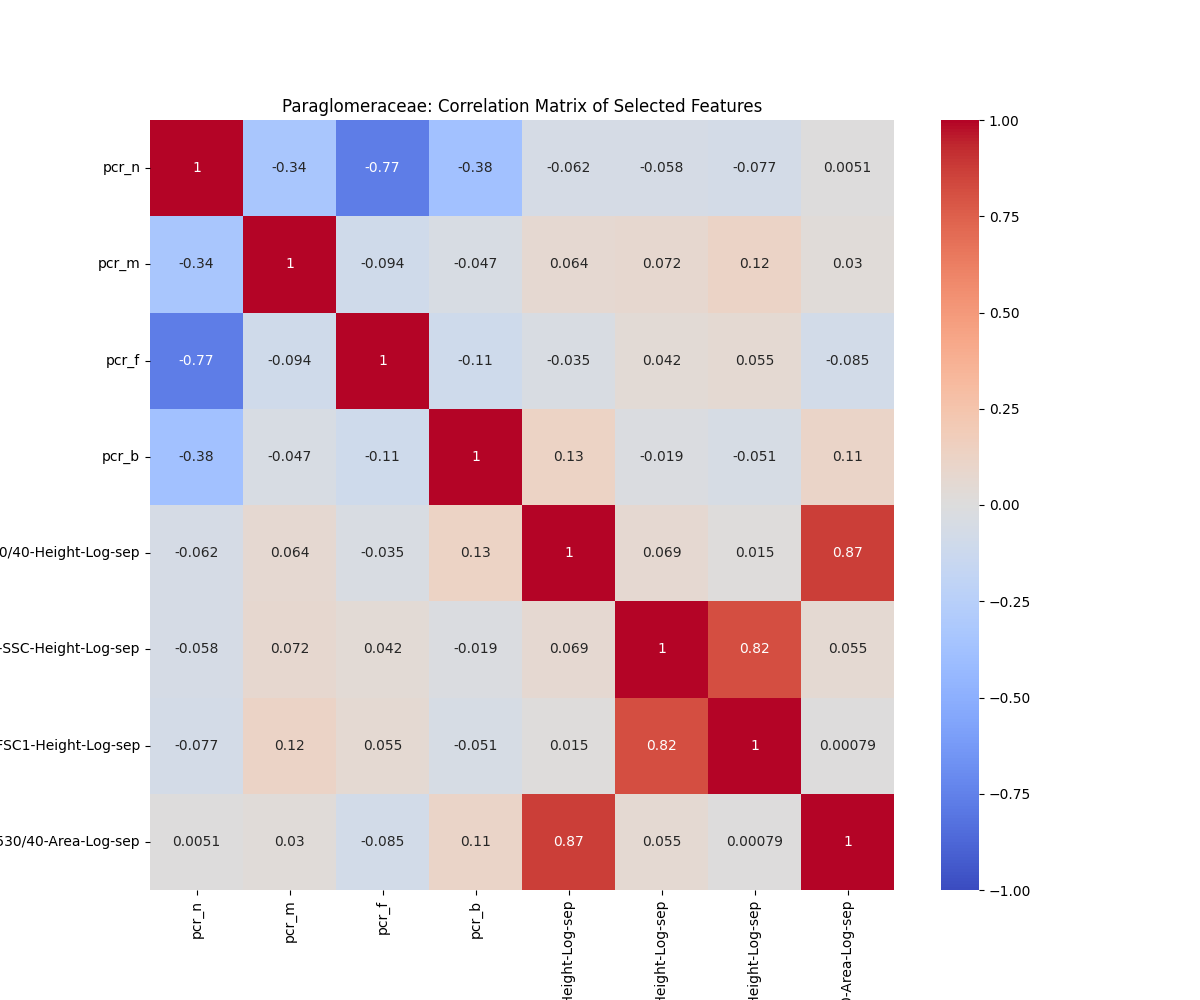 Paraglomeraceae: Correlation Matrix of Selected Features
pcr_n 1 -0.34 -0.77 -0.38 -0.062 -0.058 -0.077 0.0051
pcr_m -0.34 1 -0.094 -0.047 0.064 0.072 0.12 0.03
pcr_f -0.77 -0.094 1 -0.11 -0.035 0.042 0.055 -0.085
pcr_b -0.38 -0.047 -0.11 1 0.13 -0.019 -0.051 0.11
0/40-Height-Log-sep -0.062 0.064 -0.035 0.13 1 0.069 0.015 0.87
-SSC-Height-Log-sep -0.058 0.072 0.042 -0.019 0.069 1 0.82 0.055
FSC1-Height-Log-sep -0.077 0.12 0.055 -0.051 0.015 0.82 1 0.00079
530/40-Area-Log-sep 0.0051 0.03 -0.085 0.11 0.87 0.055 0.00079 1
pcr_n
pcr_m
pcr_f
pcr_b
Height-Log-sep
Height-Log-sep
Height-Log-sep
-Area-Log-sep
1.00
0.75
0.50
0.25
0.00
−0.25
−0.50
−0.75
−1.00